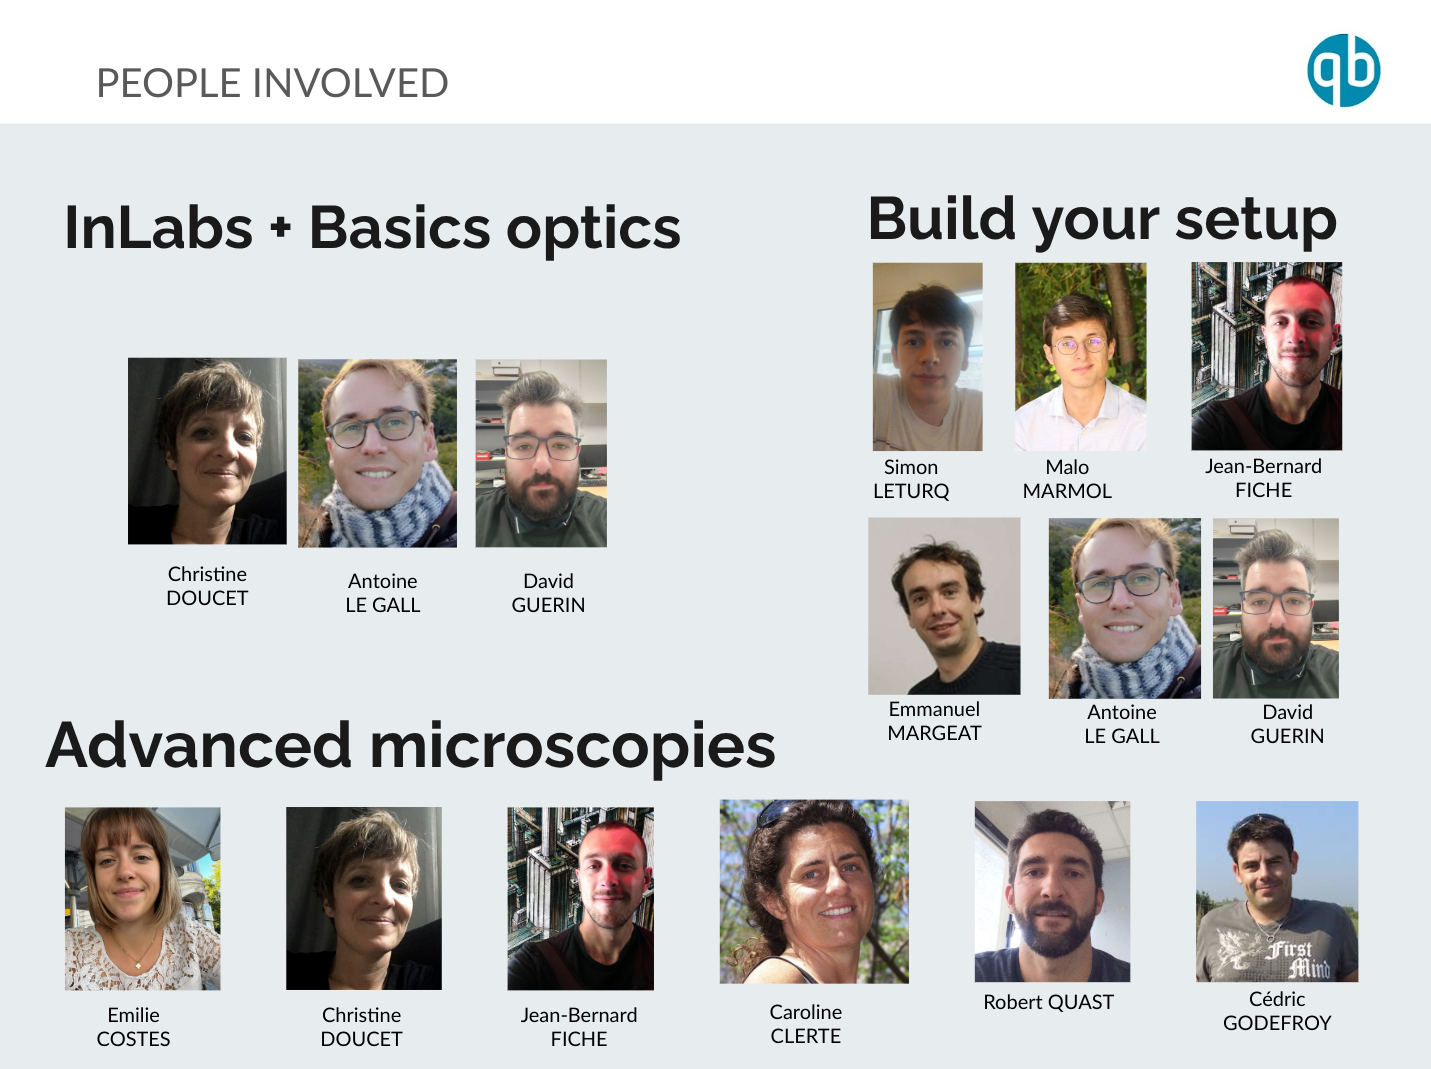 PEOPLE INVOLVED
qb
InLabs + Basics optics
Christine
DOUCET
Antoine
LE GALL
David
GUERIN
Build your setup
Simon
LETURQ
Malo
MARMOL
Jean-Bernard
FICHE
Emmanuel
MARGEAT
Antoine
LE GALL
David
GUERIN
Advanced microscopies
Emilie
COSTES
Christine
DOUCET
Jean-Bernard
FICHE
Caroline
CLERTE
Robert QUAST
First
Mind
Cédric
GODEFROY